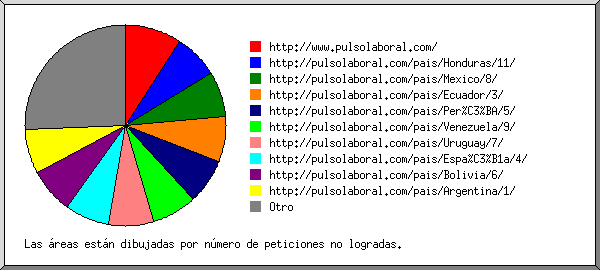 http://www.pulsolaboral.com/
http://pulsolaboral.com/pais/Honduras/11/
http://pulsolaboral.com/pais/Mexico/8/
http://pulsolaboral.com/pais/Ecuador/3/
http://pulsolaboral.com/pais/Per%C3%BA/5/
http://pulsolaboral.com/pais/Venezuela/9/
http://pulsolaboral.com/pais/Uruguay/7/
http://pulsolaboral.com/pais/Espa%C3%B1a/4/
http://pulsolaboral.com/pais/Bolivia/6/
http://pulsolaboral.com/pais/Argentina/1/
Otro
Las áreas están dibujadas por número de peticiones no logradas.